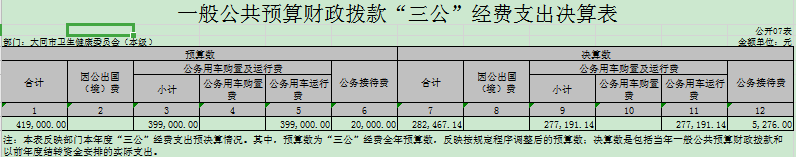 一般公共预算财政拨款“三公”经费支出决算表
公开07表
部门：大同市卫生健康委员会（本级） 金额单位：元
预算数 决算数
合计 因公出国（境）费 公务用车购置及运行费 公务接待费 合计 因公出国（境）费 公务用车购置及运行费 公务接待费
小计 公务用车购置费 公务用车运行费 小计 公务用车购置费 公务用车运行费
1 2 3 4 5 6 7 8 9 10 11 12
419,000.00 399,000.00 399,000.00 20,000.00 282,467.14 277,191.14 277,191.14 5,276.00
注：本表反映部门本年度“三公”经费支出预决算情况。其中，预算数为“三公”经费全年预算数，反映按规定程序调整后的预算数；决算数是包括当年一般公共预算财政拨款和
以前年度结转资金安排的实际支出。